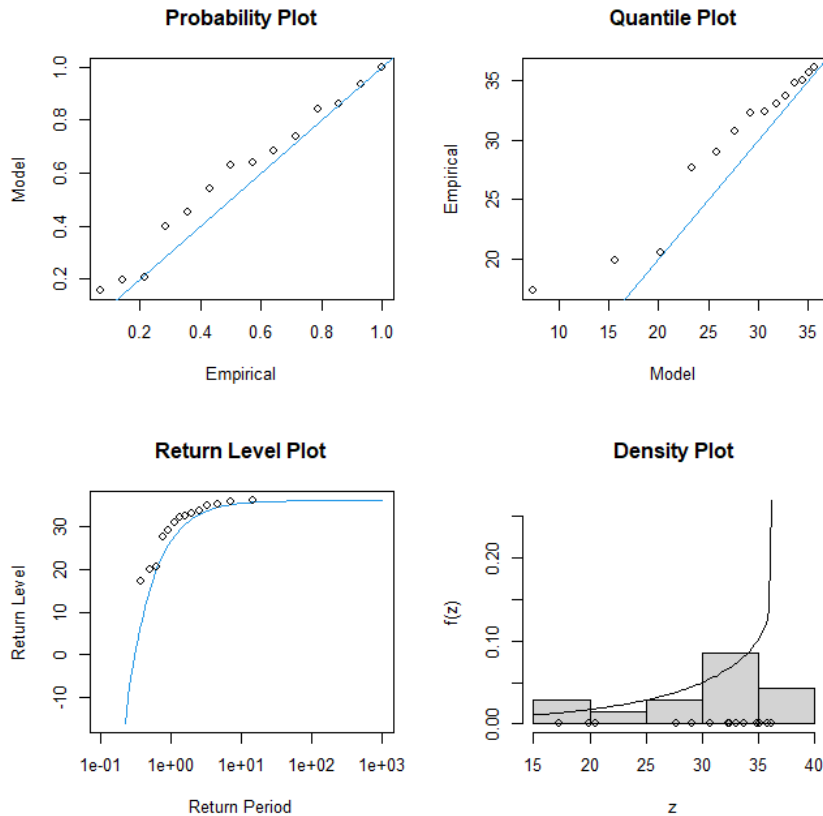 Probability Plot
Model
0.2 0.4 0.6 0.8 1.0
0.2 0.4 0.6 0.8 1.0
Empirical
Quantile Plot
Empirical
20 25 30 35
10 15 20 25 30 35
Model
Return Level Plot
Return Level
-10 0 10 20 30
1e-01 1e+00 1e+01 1e+02 1e+03
Return Period
Density Plot
f(z)
0.00 0.10 0.20
15 20 25 30 35 40
z